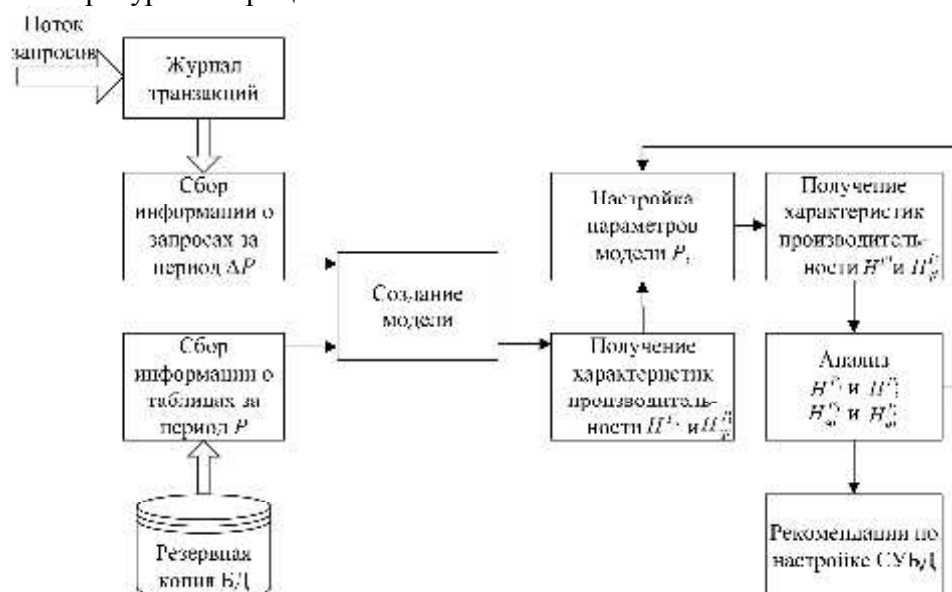 Поток
запросов
Журнал
транзакций
Сбор
информации о
запросах за
период ΔP
Сбор
информации о
таблицах за
период P
Резервная
копия БД
Создание
модели
Настройка
параметров
модели
Получение
характеристик
производитель-
ности
Получение
характеристик
производитель-
ности
Анализ
Рекомендации по
настройке СУБД